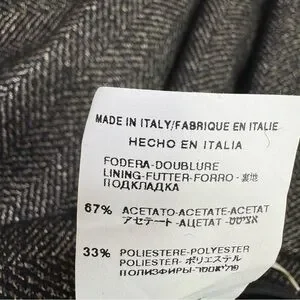 MADE IN ITALY/FABRIQUE EN ITALIE
HECHO EN ITALIA
FODERA-DOUBLURE
LINING-FUTTER-FORRO-裏地
ПОДКЛАДКА
67% ACETATO-ACETATE-ACETAT
アセテート-АЦЕТАТ-אצטט
33% POLIESTERE-POLYESTER
POLIESTER-ポリエステル
ПОЛИЭФИРЫ-פוליאסטר